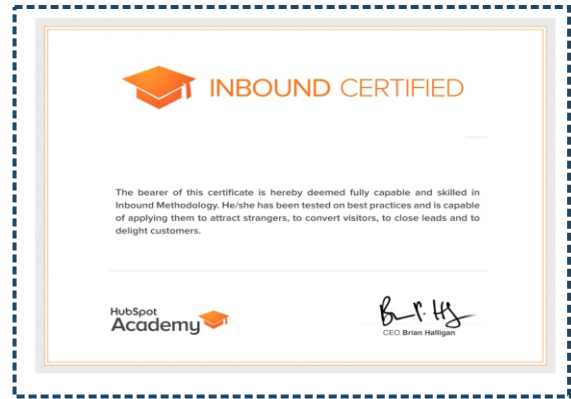 INBOUND CERTIFIED
The bearer of this certificate is hereby deemed fully capable and skilled in
Inbound Methodology. He/she has been tested on best practices and is capable
of applying them to attract strangers, to convert visitors, to close leads and to
delight customers.
HubSpot
Academy
CEO Brian Halligan